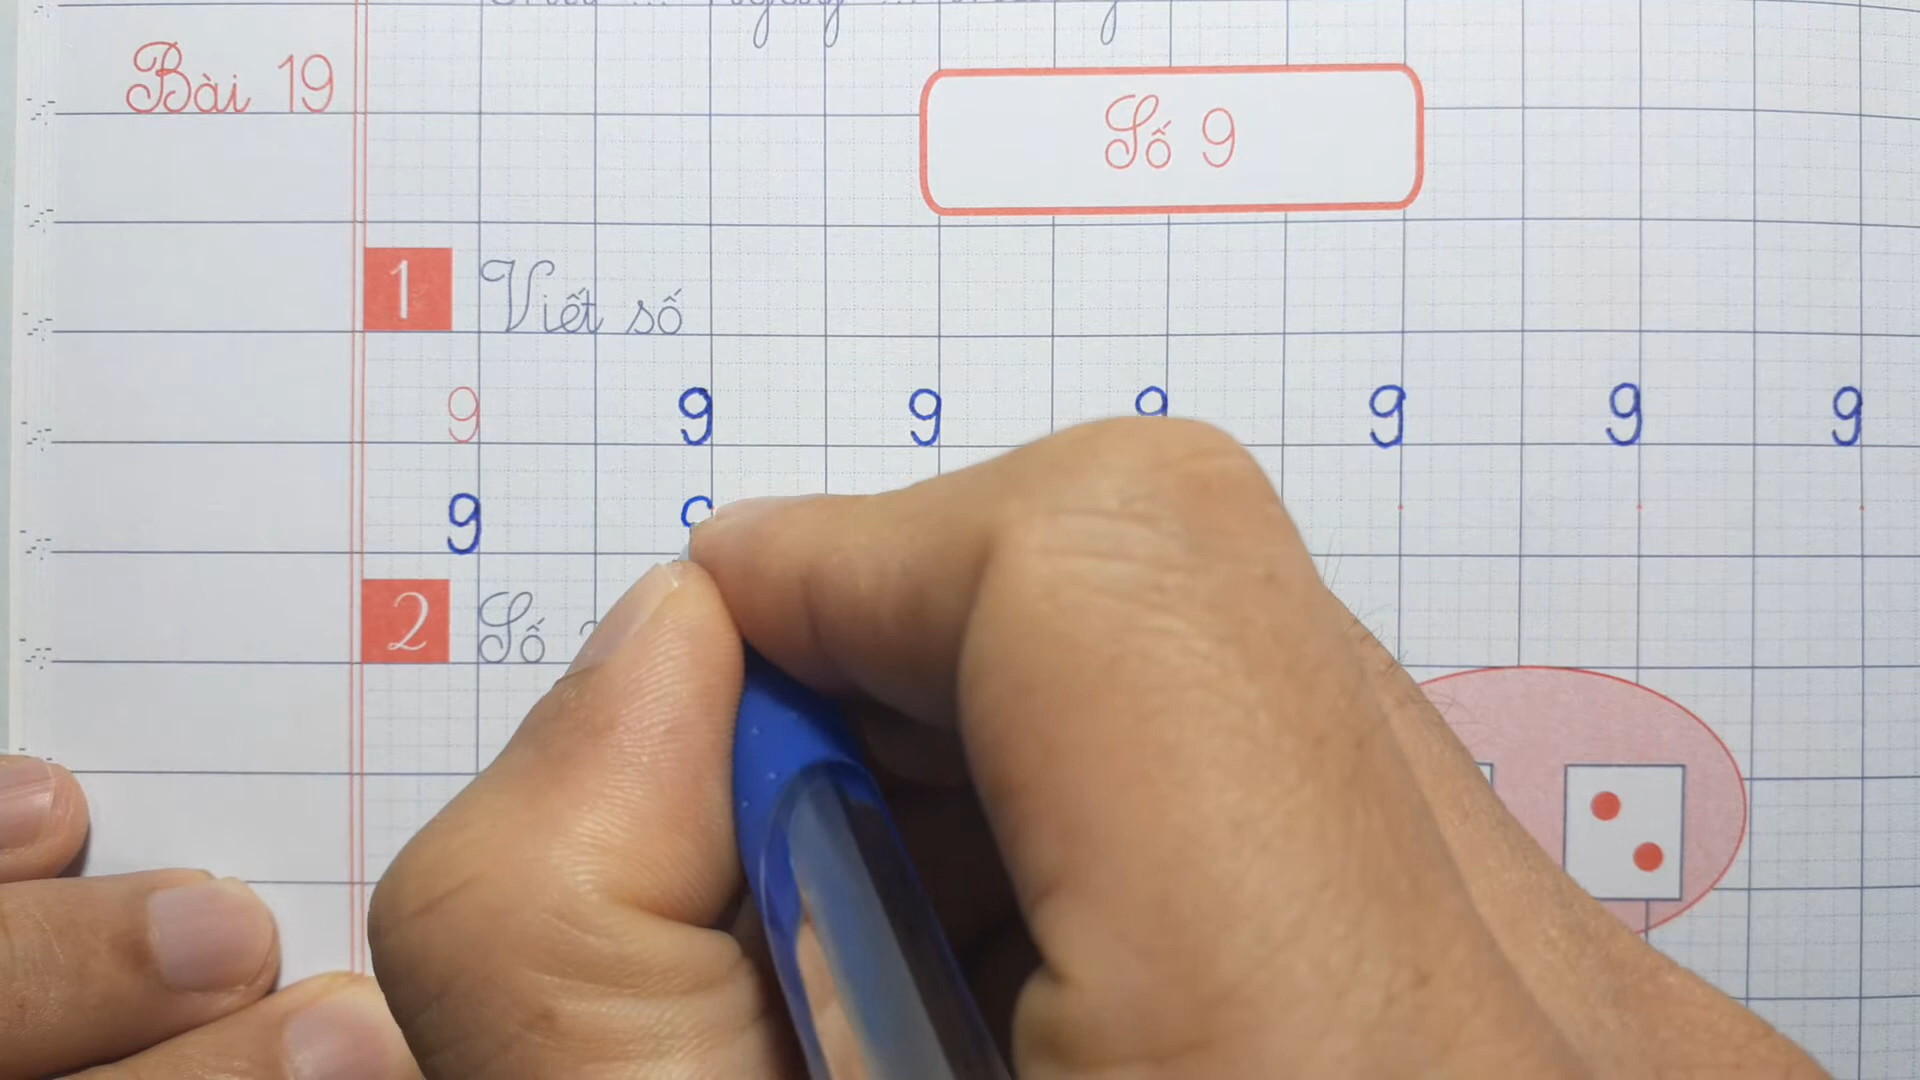 Bài 19
Số 9
1 Viết số
9 9 9 9 9 9 9
9
2 Số